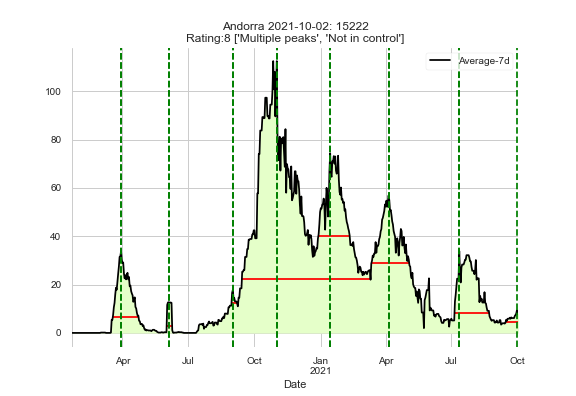 Andorra 2021-10-02: 15222
Rating:8 ['Multiple peaks', 'Not in control']
Average-7d
100
80
60
40
20
0
Apr Jul Oct Jan Apr Jul Oct
2021
Date